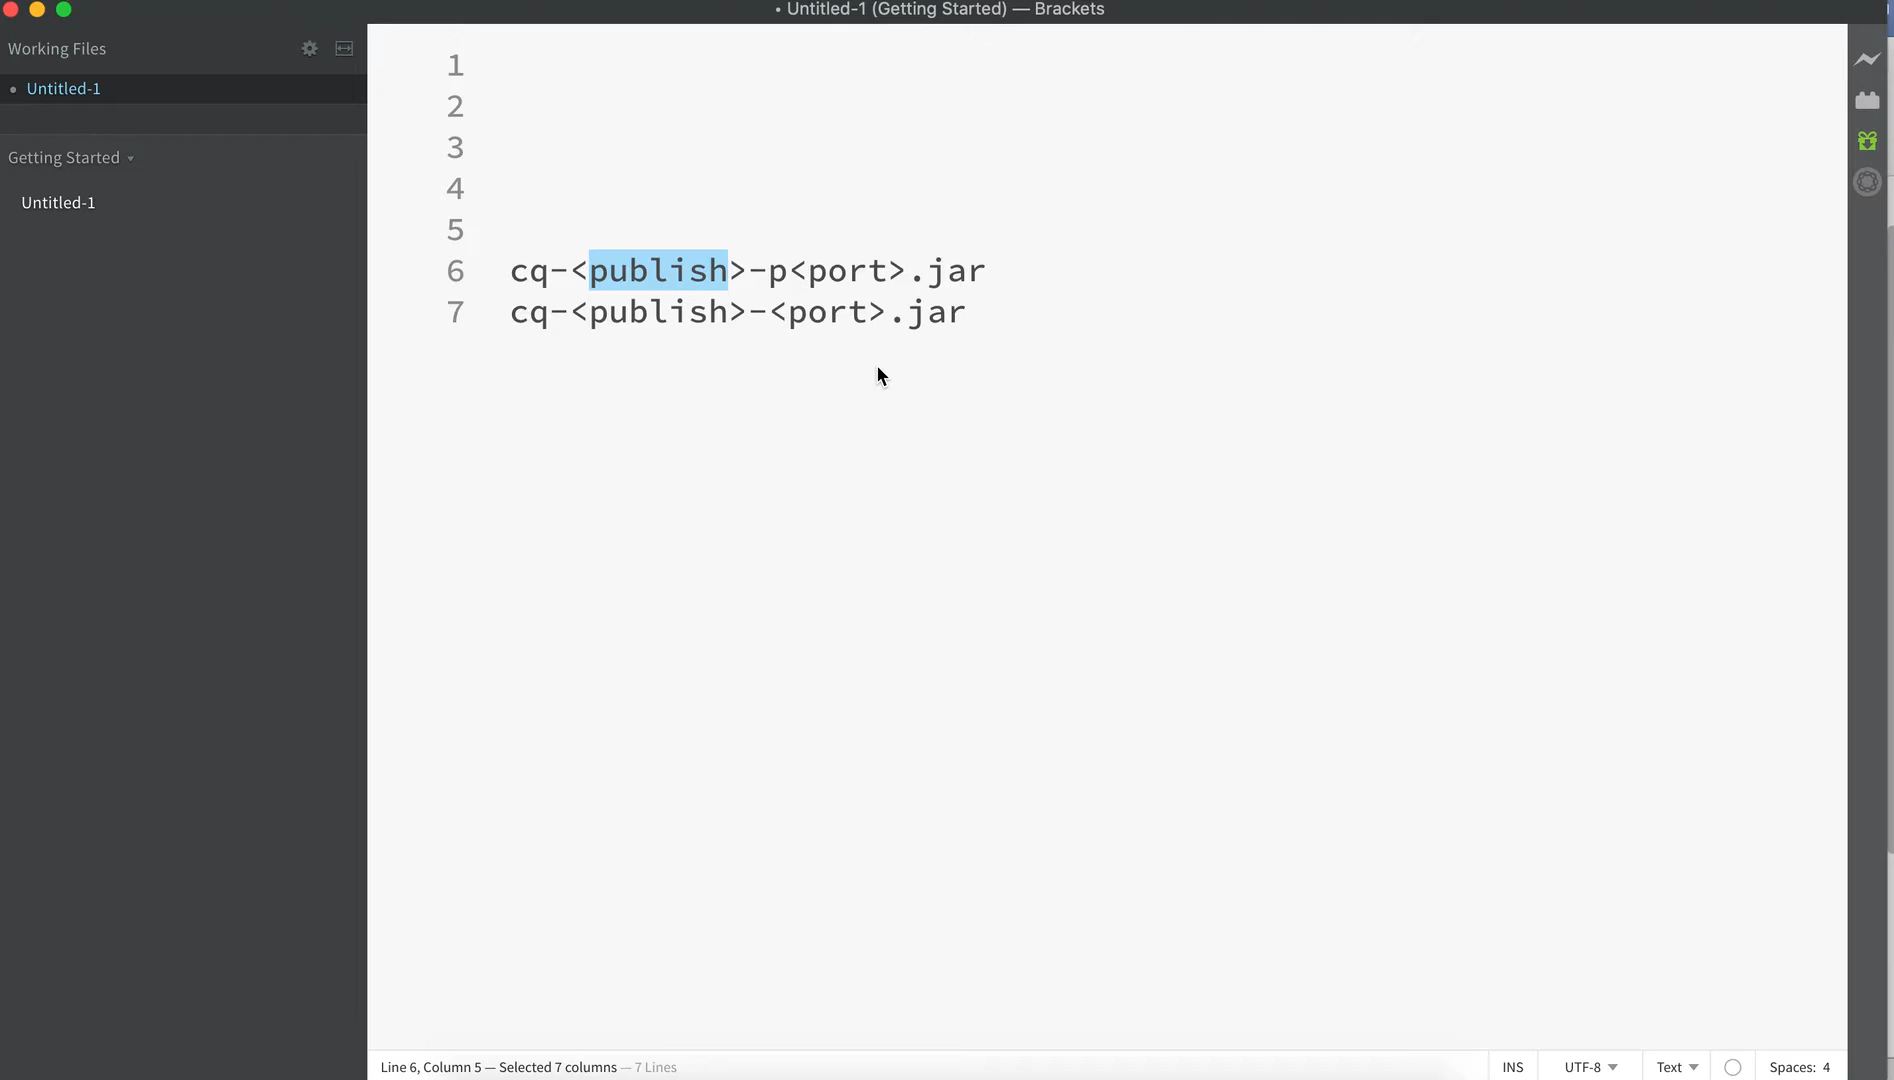 • Untitled-1 (Getting Started) — Brackets
Working Files
• Untitled-1
Getting Started
Untitled-1
1
2
3
4
5
6 cq-<publish>-p<port>.jar
7 cq-<publish>-<port>.jar
Line 6, Column 5 — Selected 7 columns — 7 Lines
INS UTF-8 Text Spaces: 4